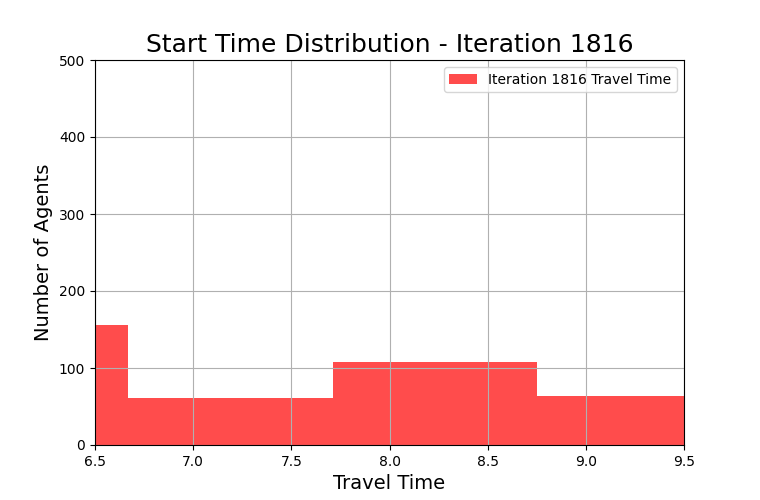 Start Time Distribution - Iteration 1816
Iteration 1816 Travel Time
Number of Agents
500
400
300
200
100
0
6.5 7.0 7.5 8.0 8.5 9.0 9.5
Travel Time